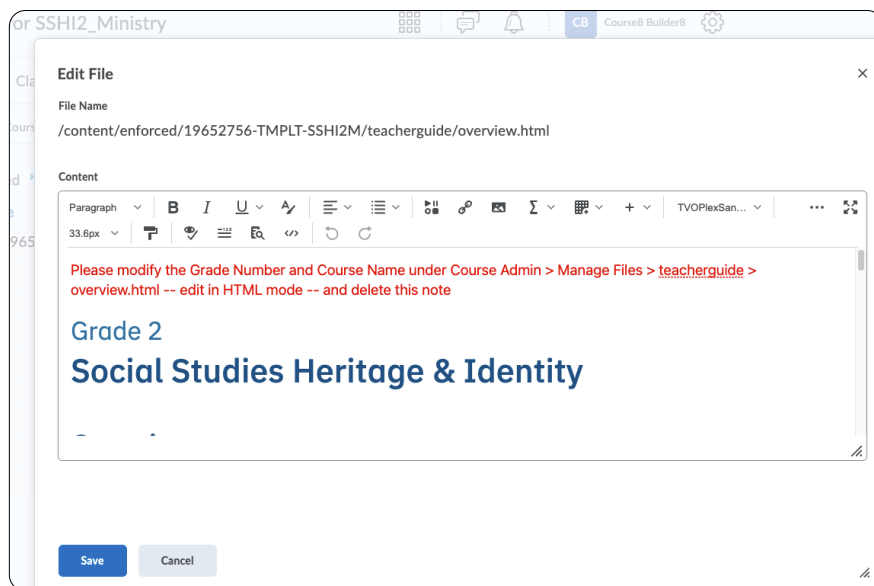 or SSHI2_Ministry
CB
Course8 Builder8
Edit File
File Name
/content/enforced/19652756-TMPLT-SSHI2M/teacherguide/overview.html
Content
Paragraph B I U TVOPlexSan... ...
33.6px
Please modify the Grade Number and Course Name under Course Admin > Manage Files > teacherguide >
overview.html -- edit in HTML mode -- and delete this note
Grade 2
Social Studies Heritage & Identity
Save
Cancel